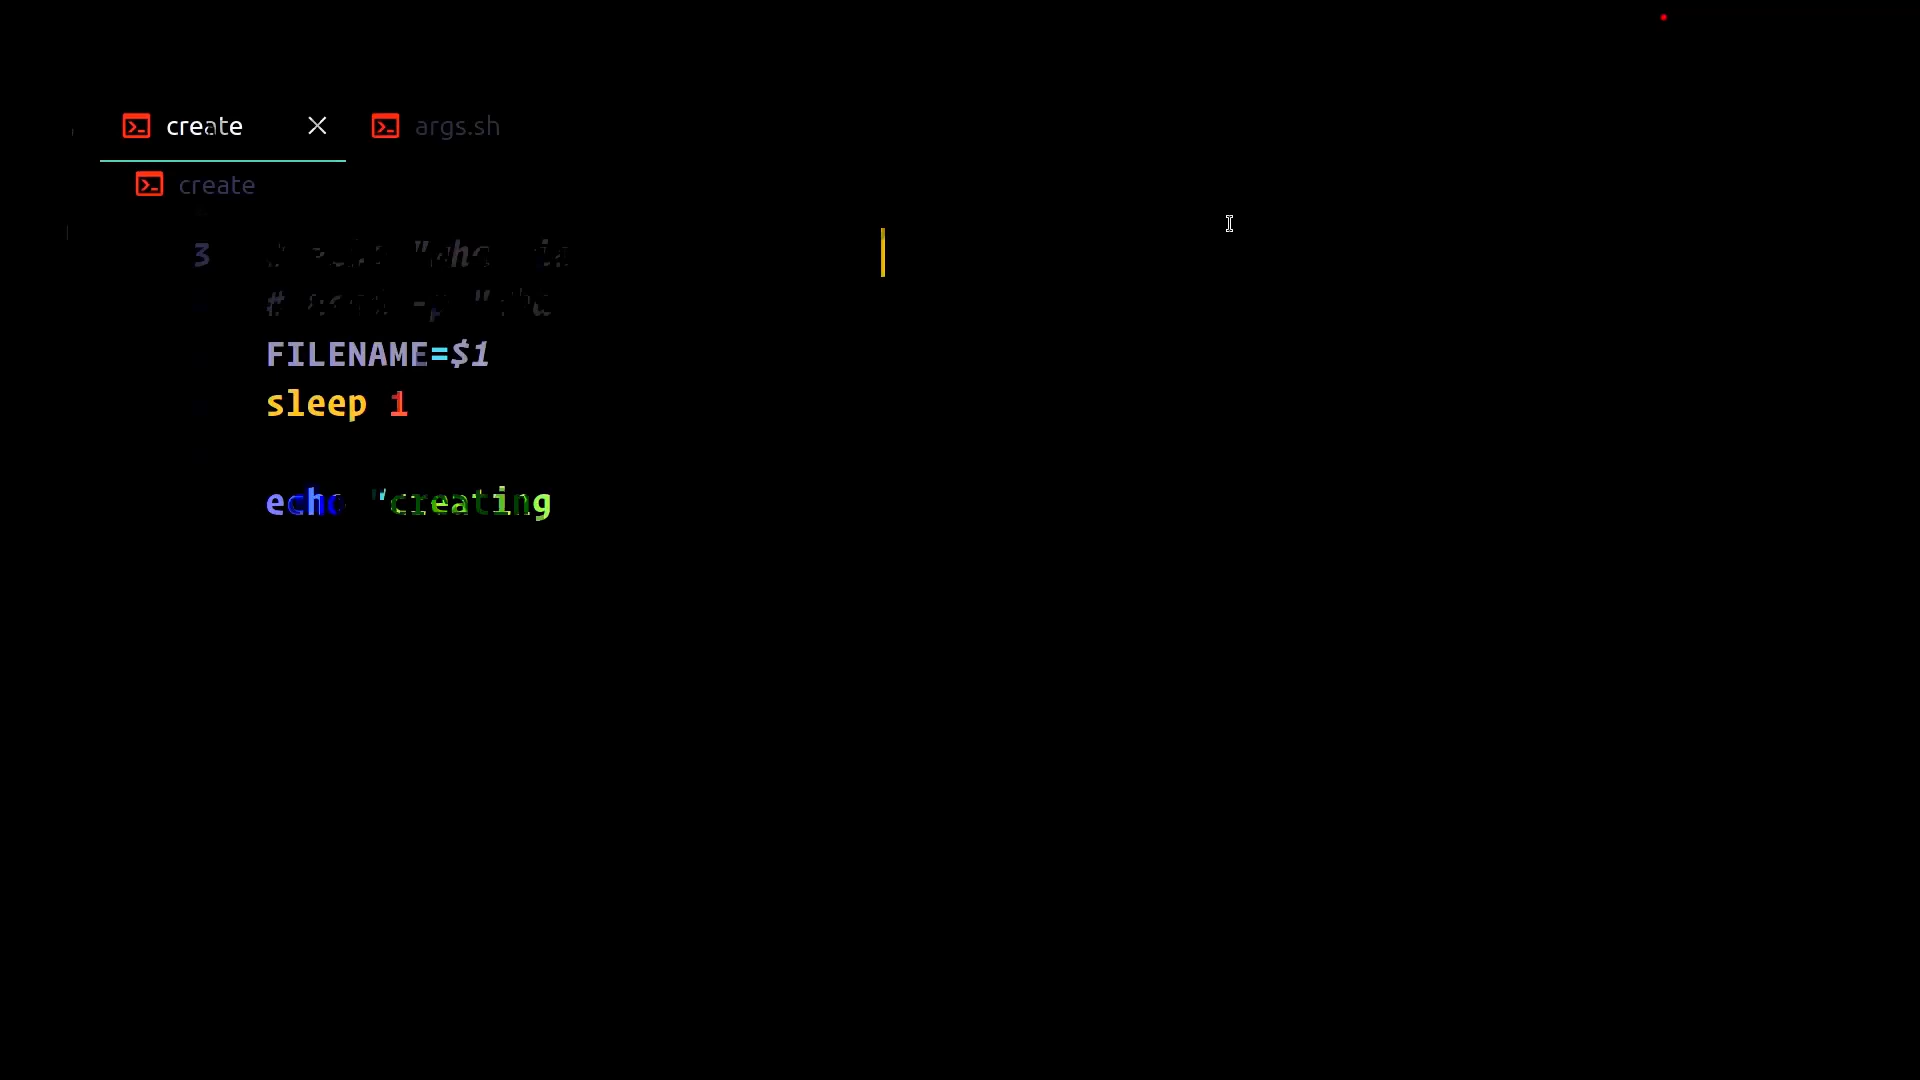 create args.sh
create
3
# "
# -p "
FILENAME=$1
sleep 1
echo "creating